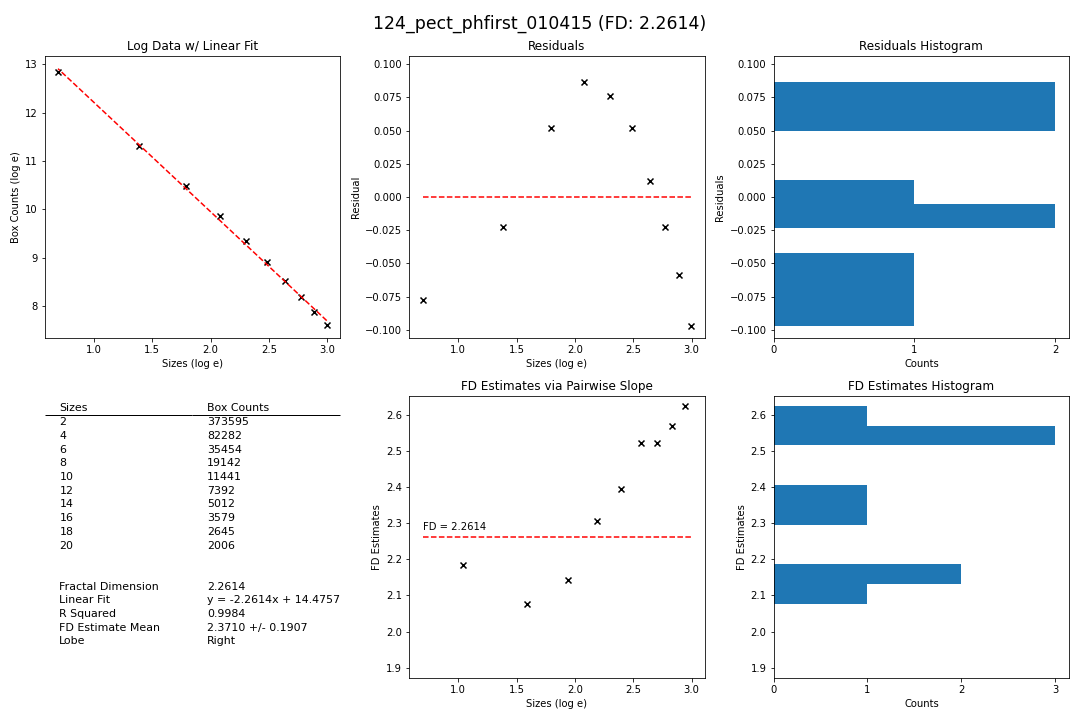 124_pect_phfirst_010415 (FD: 2.2614)
Log Data w/ Linear Fit
13
12
11
10
9
8
Box Counts (log e)
1.0 1.5 2.0 2.5 3.0
Sizes (log e)
Residuals
0.100
0.075
0.050
0.025
0.000
−0.025
−0.050
−0.075
−0.100
Residual
1.0 1.5 2.0 2.5 3.0
Sizes (log e)
Residuals Histogram
0.100
0.075
0.050
0.025
0.000
−0.025
−0.050
−0.075
−0.100
Residuals
0 1 2
Counts
Sizes Box Counts
2 373595
4 82282
6 35454
8 19142
10 11441
12 7392
14 5012
16 3579
18 2645
20 2006
Fractal Dimension 2.2614
Linear Fit y = -2.2614x + 14.4757
R Squared 0.9984
FD Estimate Mean 2.3710 +/- 0.1907
Lobe Right
FD Estimates via Pairwise Slope
2.6
2.5
2.4
2.3
2.2
2.1
2.0
1.9
FD Estimates
FD = 2.2614
1.0 1.5 2.0 2.5 3.0
Sizes (log e)
FD Estimates Histogram
2.6
2.5
2.4
2.3
2.2
2.1
2.0
1.9
FD Estimates
0 1 2 3
Counts